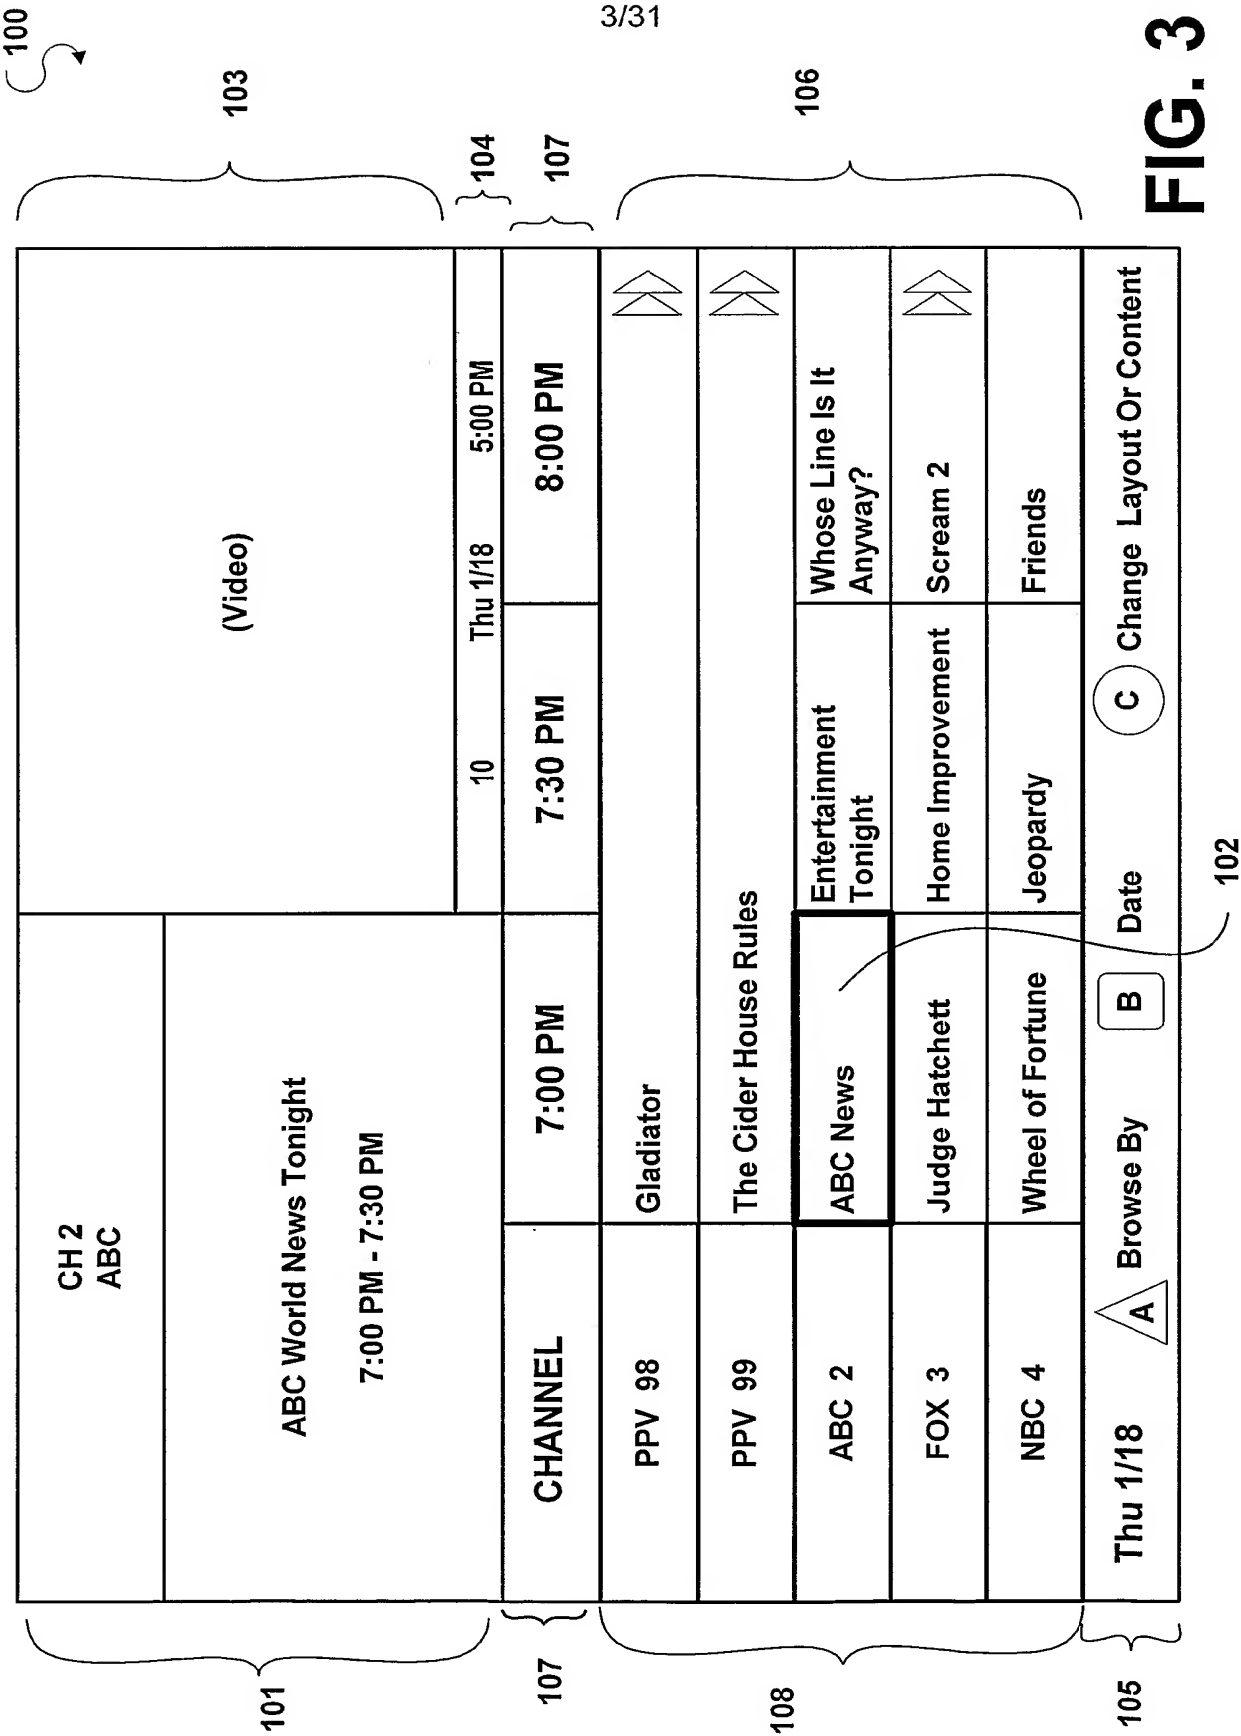 3/31
100
CH 2
ABC
ABC World News Tonight
7:00 PM - 7:30 PM
(Video)
10 Thu 1/18 5:00 PM
CHANNEL 7:00 PM 7:30 PM 8:00 PM
PPV 98 Gladiator
PPV 99 The Cider House Rules
ABC 2 ABC News Entertainment Tonight Whose Line Is It Anyway?
FOX 3 Judge Hatchett Home Improvement Scream 2
NBC 4 Wheel of Fortune Jeopardy Friends
Thu 1/18 A Browse By B Date C Change Layout Or Content
101
107
108
105
103
104
107
106
102
FIG. 3